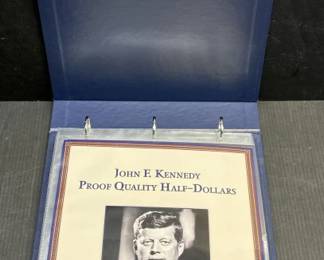 John F. Kennedy
Proof Quality Half-Dollars